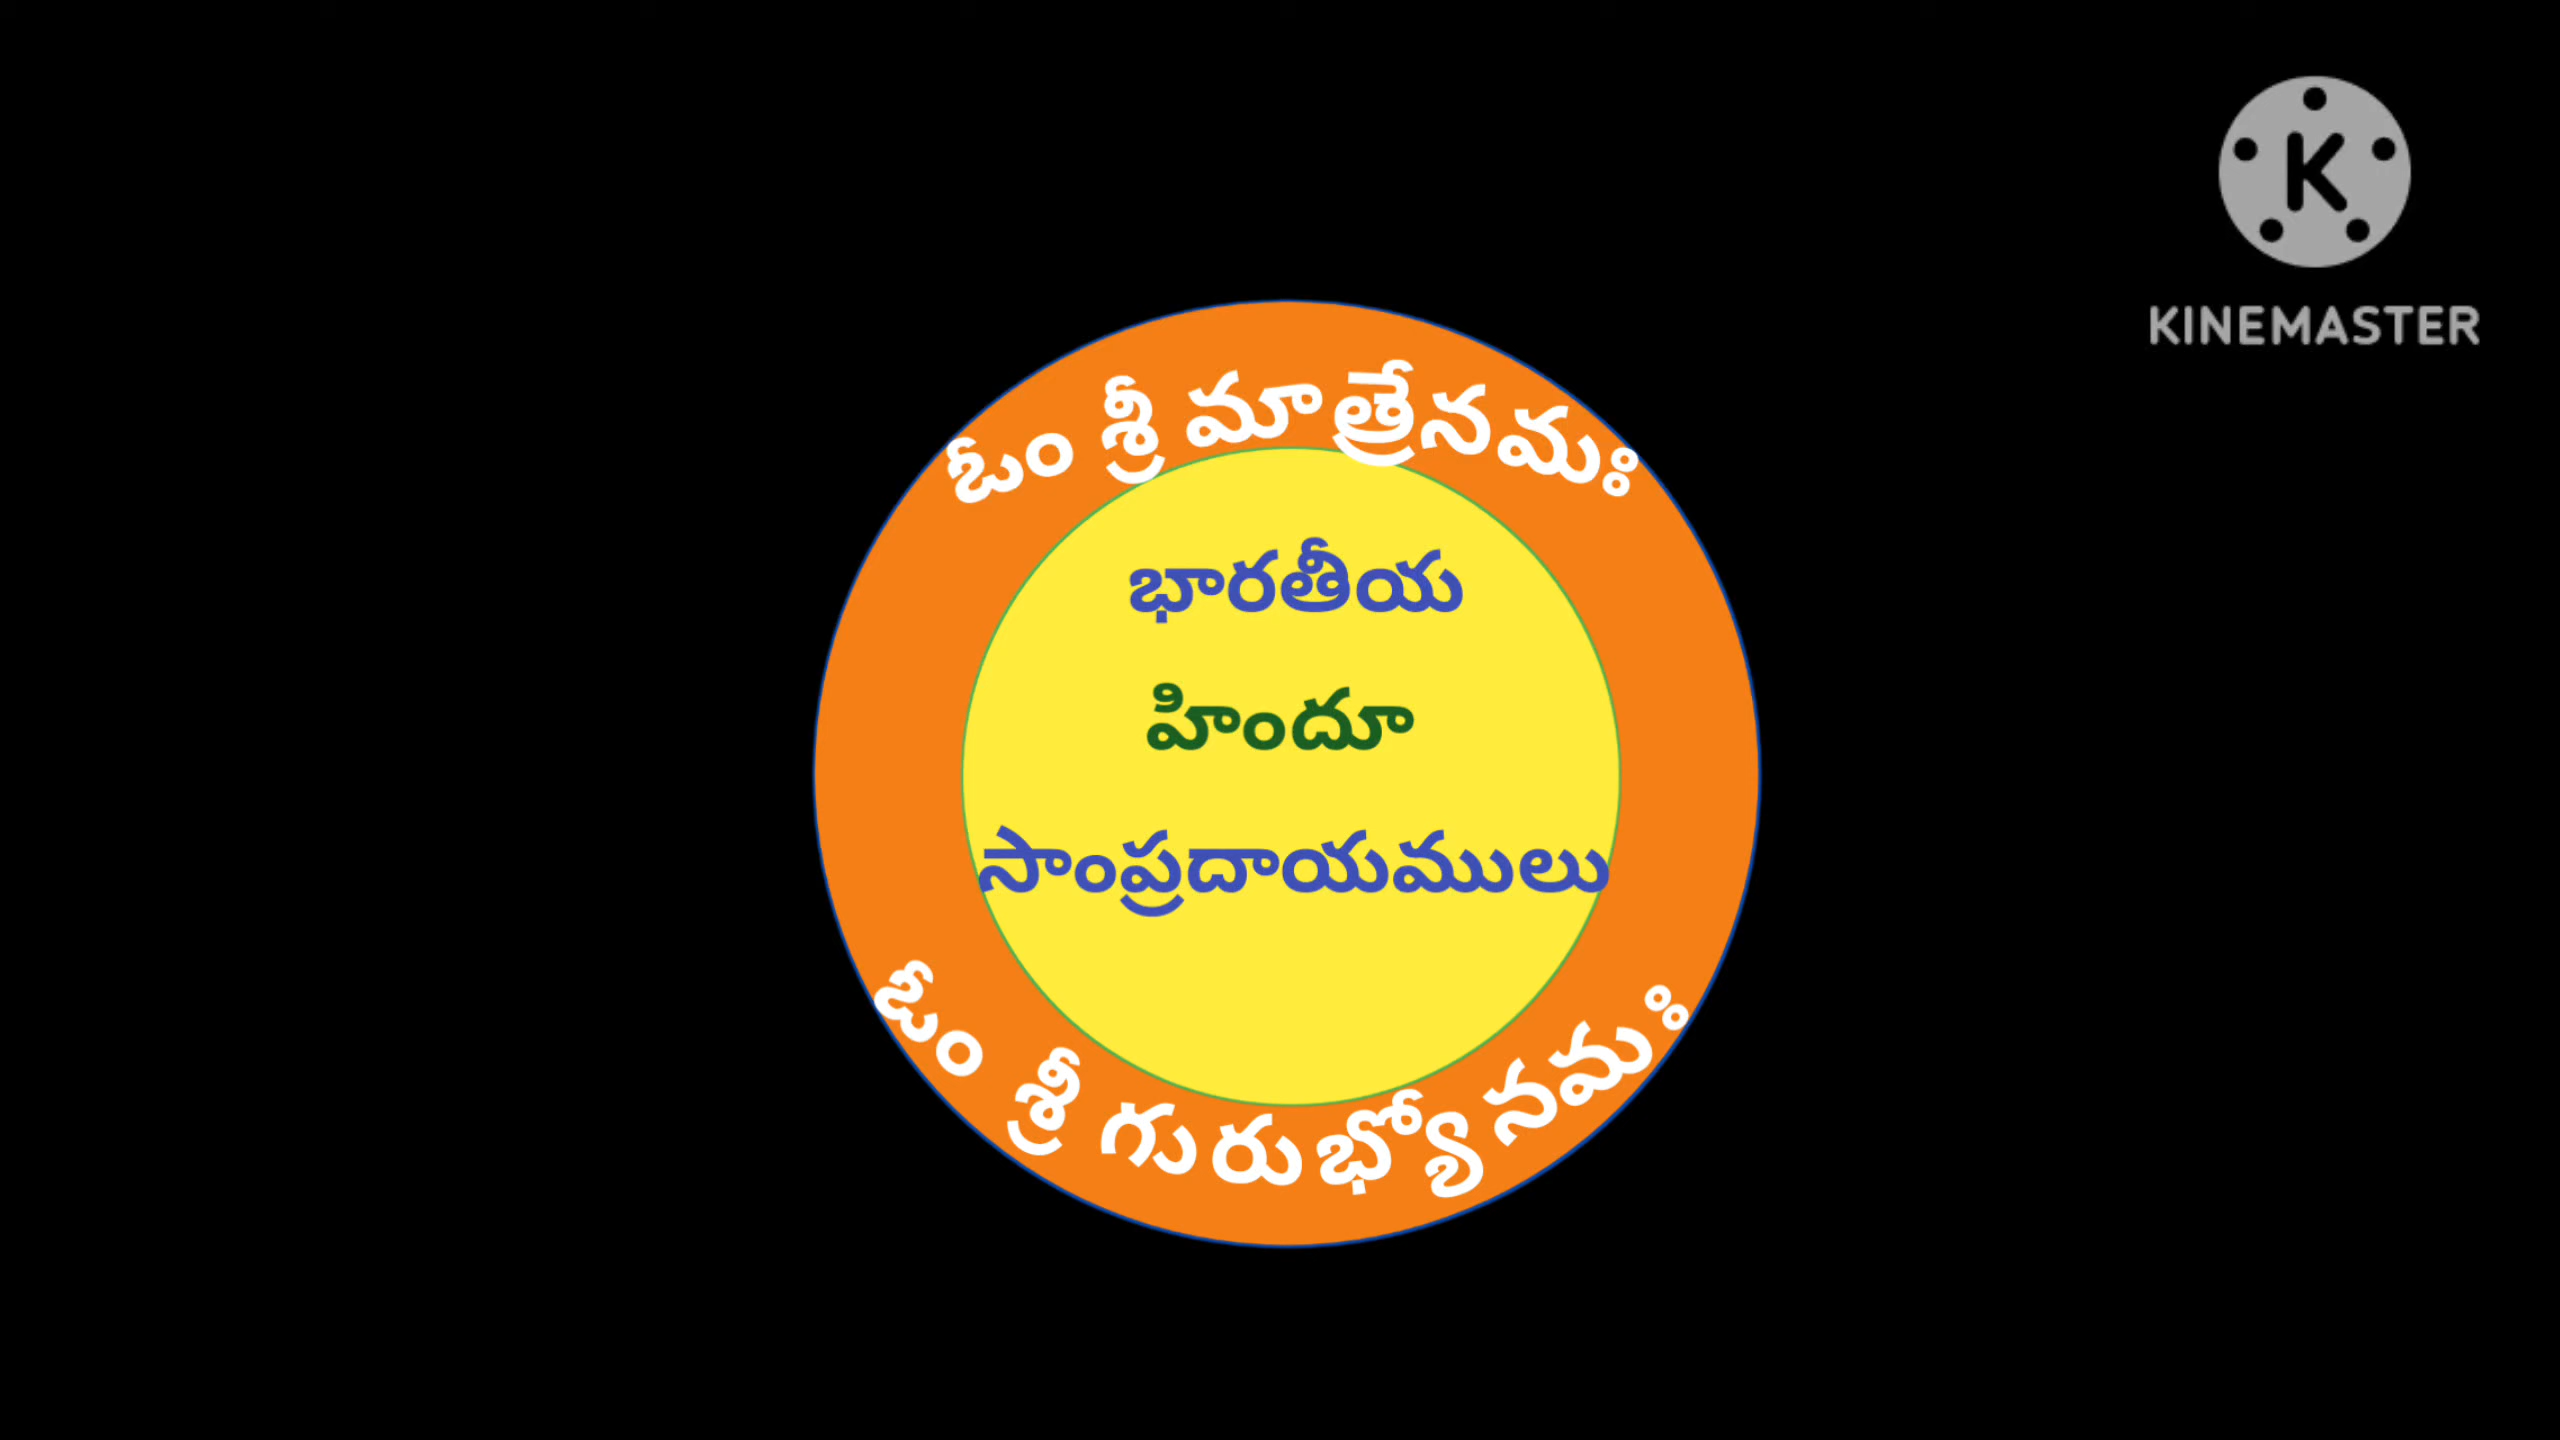 KINEMASTER
ఓం శ్రీ మాత్రేనమః
భారతీయ
హిందూ
సాంప్రదాయములు
ఓం శ్రీ గురుభ్యోనమః